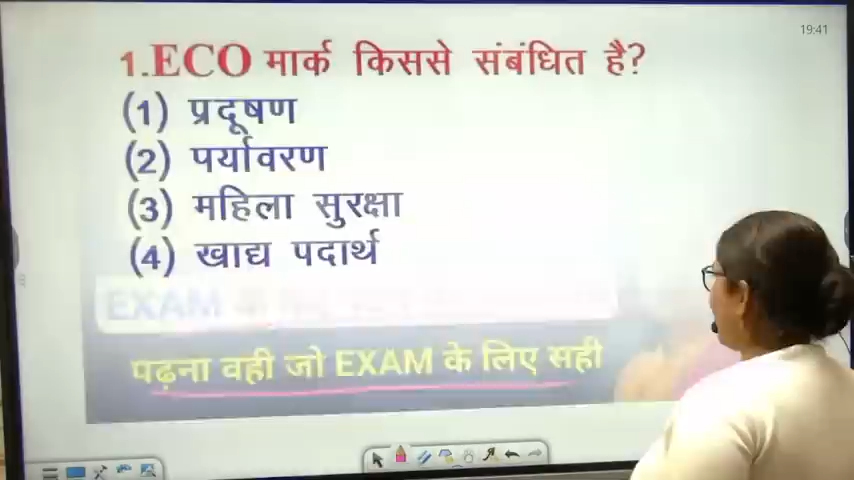 19:41
1.ECO मार्क किससे संबंधित है?
(1) प्रदूषण
(2) पर्यावरण
(3) महिला सुरक्षा
(4) खाद्य पदार्थ
EXAM
पढ़ना वही जो EXAM के लिए सही